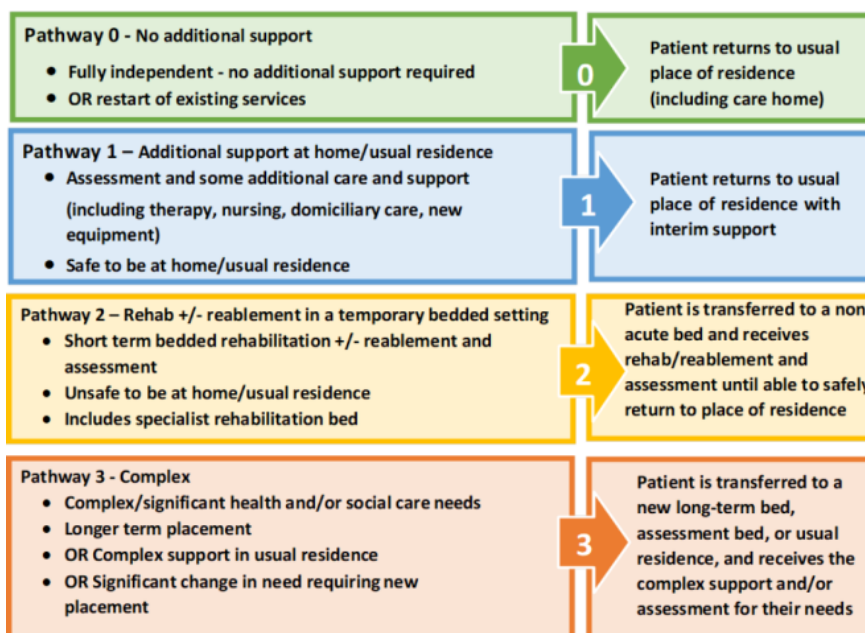 Pathway 0 - No additional support
• Fully independent - no additional support required
• OR restart of existing services
0
Patient returns to usual
place of residence
(including care home)
Pathway 1 – Additional support at home/usual residence
• Assessment and some additional care and support
(including therapy, nursing, domiciliary care, new
equipment)
• Safe to be at home/usual residence
1
Patient returns to usual
place of residence with
interim support
Pathway 2 – Rehab +/- reablement in a temporary bedded setting
• Short term bedded rehabilitation +/- reablement and
assessment
• Unsafe to be at home/usual residence
• Includes specialist rehabilitation bed
2
Patient is transferred to a non
acute bed and receives
rehab/reablement and
assessment until able to safely
return to place of residence
Pathway 3 - Complex
• Complex/significant health and/or social care needs
• Longer term placement
• OR Complex support in usual residence
• OR Significant change in need requiring new
placement
3
Patient is transferred to a
new long-term bed,
assessment bed, or usual
residence, and receives the
complex support and/or
assessment for their needs